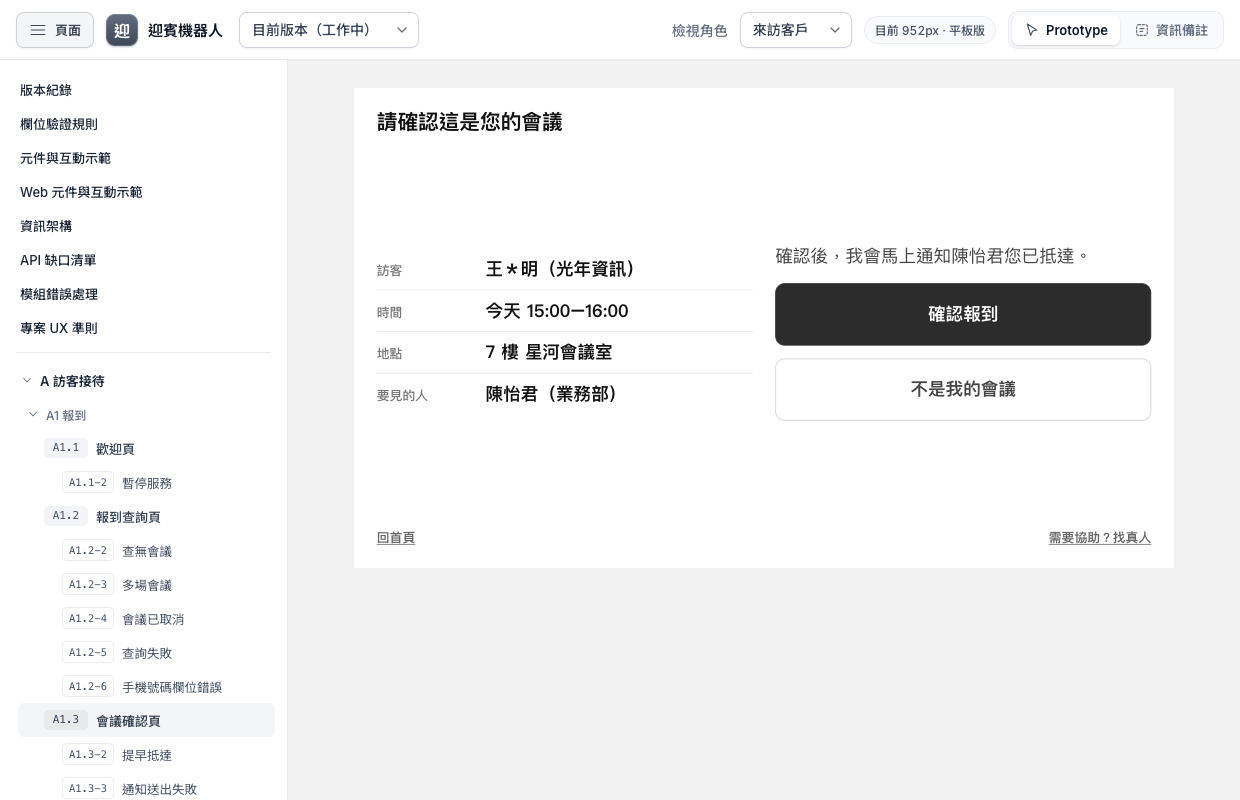 頁面
迎 迎賓機器人
目前版本（工作中）
檢視角色
來訪客戶
目前 952px · 平板版
Prototype
資訊備註
版本紀錄
欄位驗證規則
元件與互動示範
Web 元件與互動示範
資訊架構
API 缺口清單
模組錯誤處理
專案 UX 準則
A 訪客接待
A1 報到
A1.1 歡迎頁
A1.1-2 暫停服務
A1.2 報到查詢頁
A1.2-2 查無會議
A1.2-3 多場會議
A1.2-4 會議已取消
A1.2-5 查詢失敗
A1.2-6 手機號碼欄位錯誤
A1.3 會議確認頁
A1.3-2 提早抵達
A1.3-3 通知送出失敗
請確認這是您的會議
訪客 王＊明（光年資訊）
時間 今天 15:00–16:00
地點 7 樓 星河會議室
要見的人 陳怡君（業務部）
確認後，我會馬上通知陳怡君您已抵達。
確認報到
不是我的會議
回首頁
需要協助？找真人